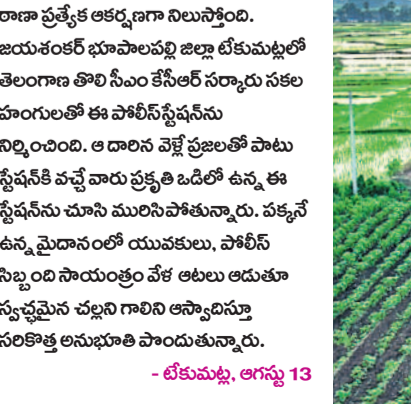 ఠాణా ప్రత్యేక ఆకర్షణగా నిలుస్తోంది.
జయశంకర్ భూపాలపల్లి జిల్లా టేకుమట్లలో
తెలంగాణ తొలి సీఎం కేసీఆర్ సర్కారు సకల
హంగులతో ఈ పోలీస్‌స్టేషన్‌ను
నిర్మించింది. ఆ దారిన వెళ్లే ప్రజలతో పాటు
స్టేషన్‌కి వచ్చే వారు ప్రకృతి ఒడిలో ఉన్న ఈ
స్టేషన్‌ను చూసి మురిసిపోతున్నారు. పక్కనే
ఉన్న మైదానంలో యువకులు, పోలీస్
సిబ్బంది సాయంత్రం వేళ ఆటలు ఆడుతూ
స్వచ్ఛమైన చల్లని గాలిని ఆస్వాదిస్తూ
సరికొత్త అనుభూతి పొందుతున్నారు.
- టేకుమట్ల, ఆగస్టు 13